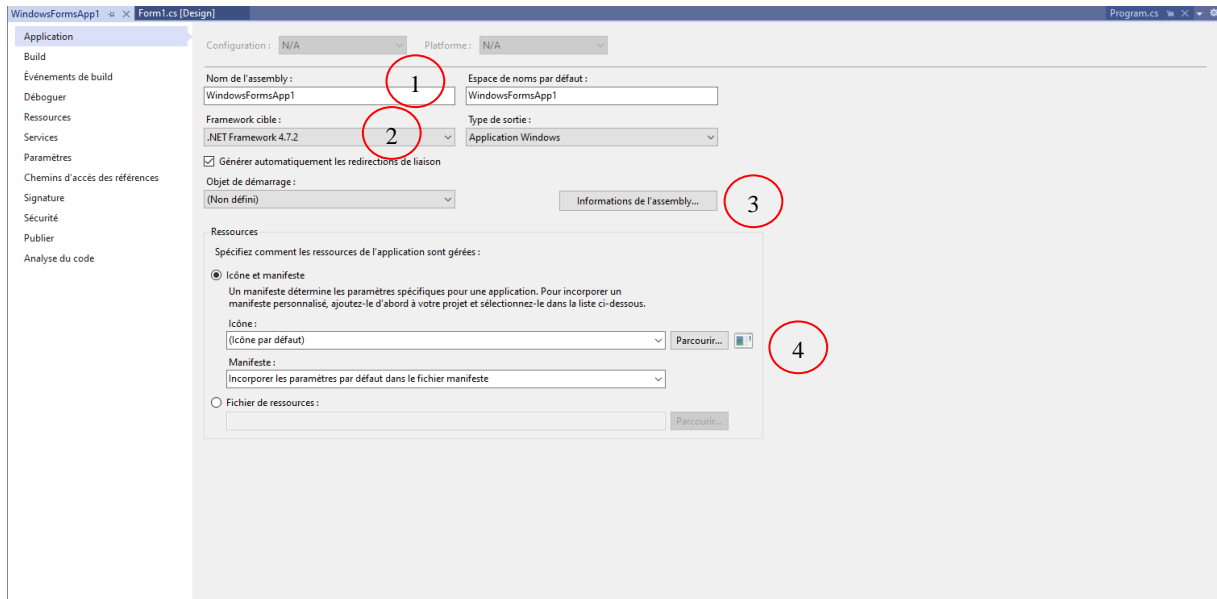 WindowsFormsApp1
Form1.cs [Design]
Program.cs
Application
Build
Événements de build
Déboguer
Ressources
Services
Paramètres
Chemins d'accès des références
Signature
Sécurité
Publier
Analyse du code
Configuration : N/A
Plateforme : N/A
Nom de l'assembly :
Espace de noms par défaut :
1
WindowsFormsApp1
WindowsFormsApp1
Framework cible :
Type de sortie :
.NET Framework 4.7.2
2
Application Windows
Générer automatiquement les redirections de liaison
Objet de démarrage :
(Non défini)
Informations de l'assembly...
3
Ressources
Spécifiez comment les ressources de l'application sont gérées :
Icône et manifeste
Un manifeste détermine les paramètres spécifiques pour une application. Pour incorporer un
manifeste personnalisé, ajoutez-le d'abord à votre projet et sélectionnez-le dans la liste ci-dessous.
Icône :
(Icône par défaut)
Parcourir...
4
Manifeste :
Incorporer les paramètres par défaut dans le fichier manifeste
Fichier de ressources :
Parcourir...